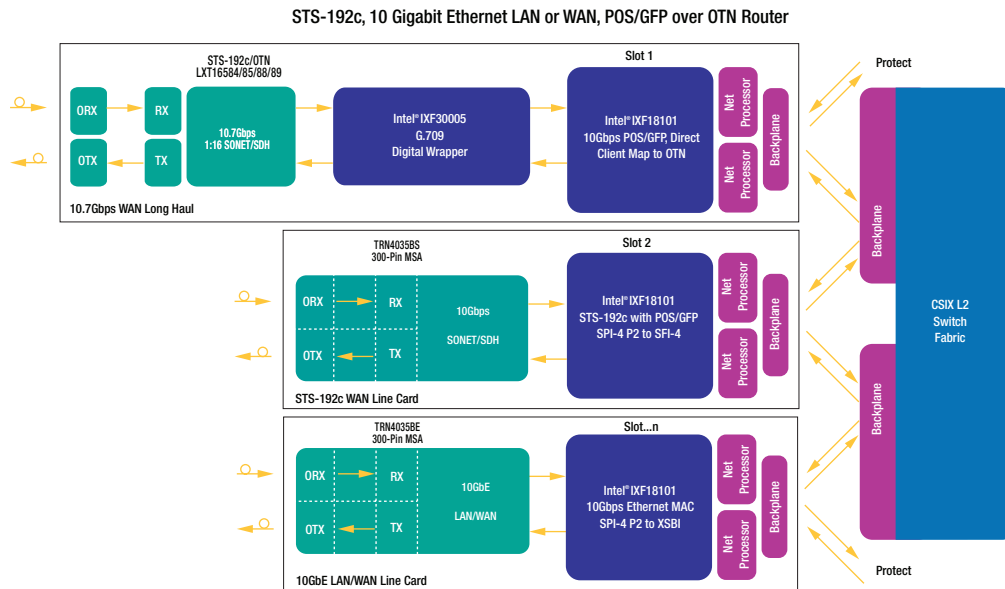 STS-192c, 10 Gigabit Ethernet LAN or WAN, POS/GFP over OTN Router
STS-192c/OTN
LXT16584/85/88/89
Slot 1
ORX
RX
OTX
TX
10.7Gbps
1:16 SONET/SDH
Intel® IXF30005
G.709
Digital Wrapper
Intel® IXF18101
10Gbps POS/GFP, Direct
Client Map to OTN
Net
Processor
Net
Processor
Backplane
10.7Gbps WAN Long Haul
Protect
TRN4035BS
300-Pin MSA
Slot 2
ORX
RX
OTX
TX
10Gbps
SONET/SDH
Intel® IXF18101
STS-192c with POS/GFP
SPI-4 P2 to SFI-4
Net
Processor
Net
Processor
Backplane
STS-192c WAN Line Card
Backplane
Backplane
CSIX L2
Switch
Fabric
TRN4035BE
300-Pin MSA
Slot...n
ORX
RX
OTX
TX
10GbE
LAN/WAN
Intel® IXF18101
10Gbps Ethernet MAC
SPI-4 P2 to XSBI
Net
Processor
Net
Processor
Backplane
10GbE LAN/WAN Line Card
Protect